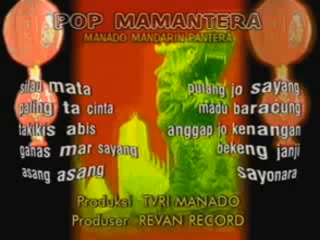 POP MAMANTERA
MANADO MANDARIN PANTERA
silau mata
paling ta cinta
takikis abis
ganas mar sayang
asang asang
pulang jo sayang
madu baracung
anggap jo kenangan
bekeng janji
sayonara
Produksi TVRI MANADO
Produser REVAN RECORD